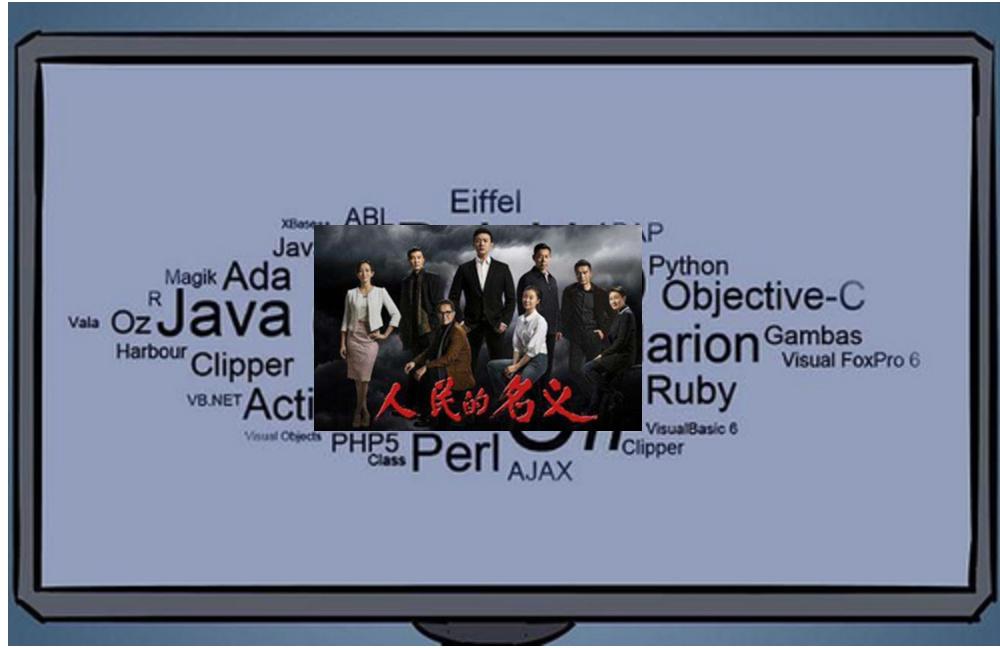 Eiffel
XBase++ ABL
Jav Python
Magik Ada Objective-C
R
Vala Oz Java arion Gambas
Harbour Clipper Visual FoxPro 6
VB.NET Acti 人民的名义 Ruby
Visual Objects PHP5 VisualBasic 6
Class Perl AJAX Clipper